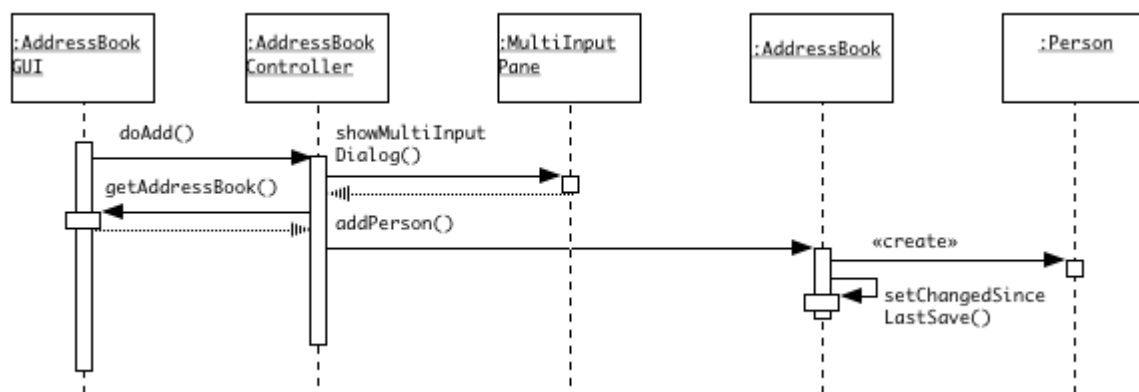 :AddressBook
GUI
:AddressBook
Controller
:MultiInput
Pane
:AddressBook
:Person
doAdd()
showMultiInput
Dialog()
getAddressBook()
addPerson()
«create»
setChangedSince
LastSave()